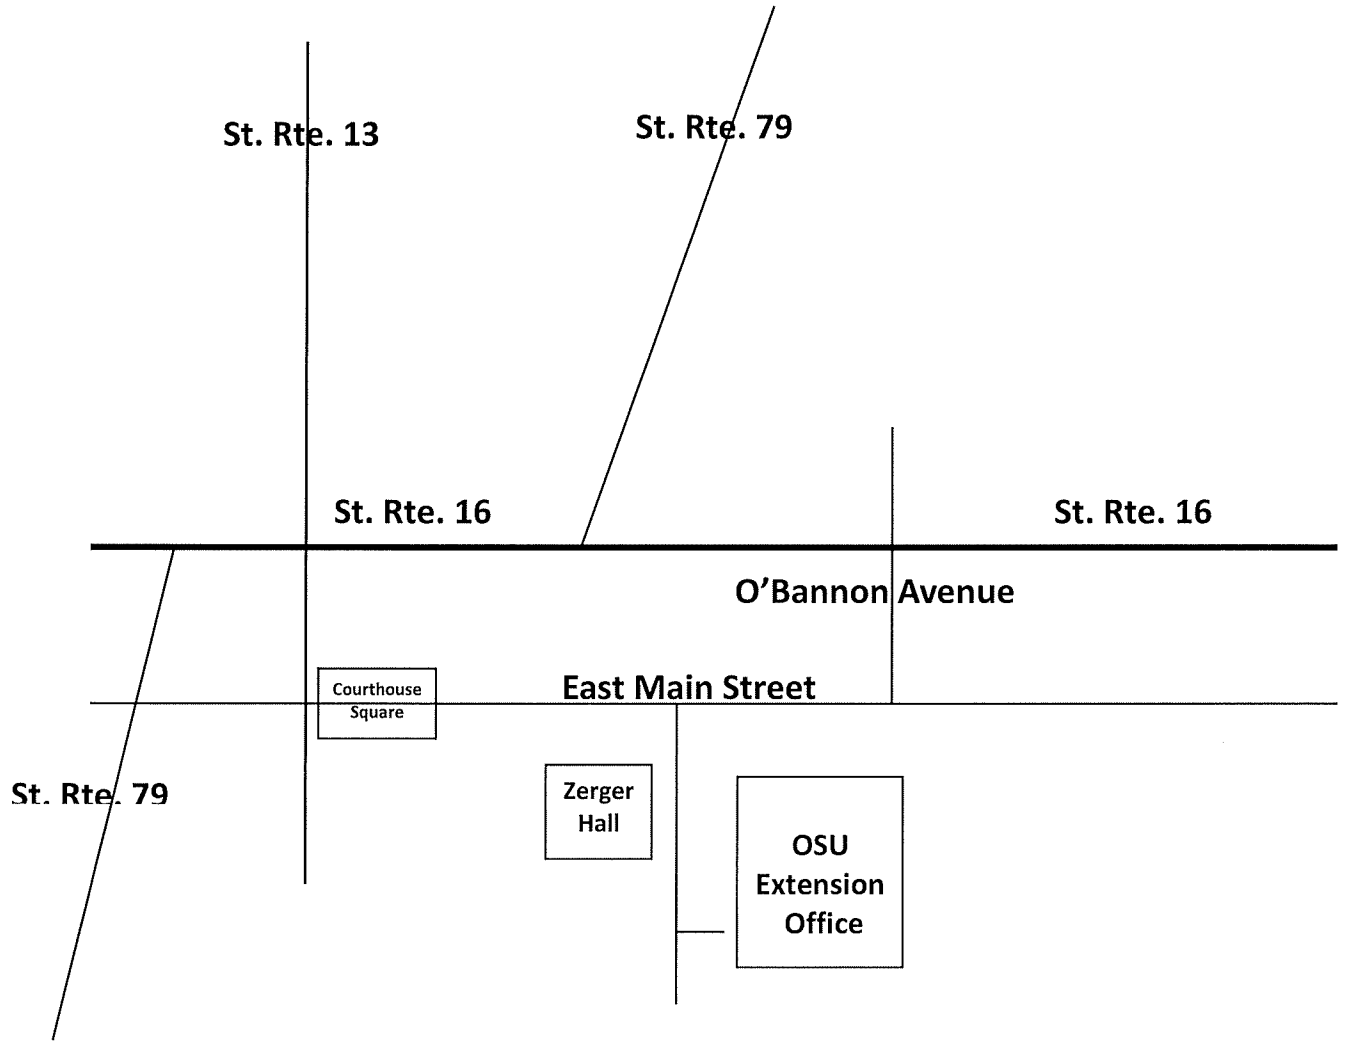 St. Rte. 13
St. Rte. 79
St. Rte. 16
St. Rte. 16
O'Bannon Avenue
East Main Street
Courthouse
Square
St. Rte. 79
Zerger
Hall
OSU
Extension
Office